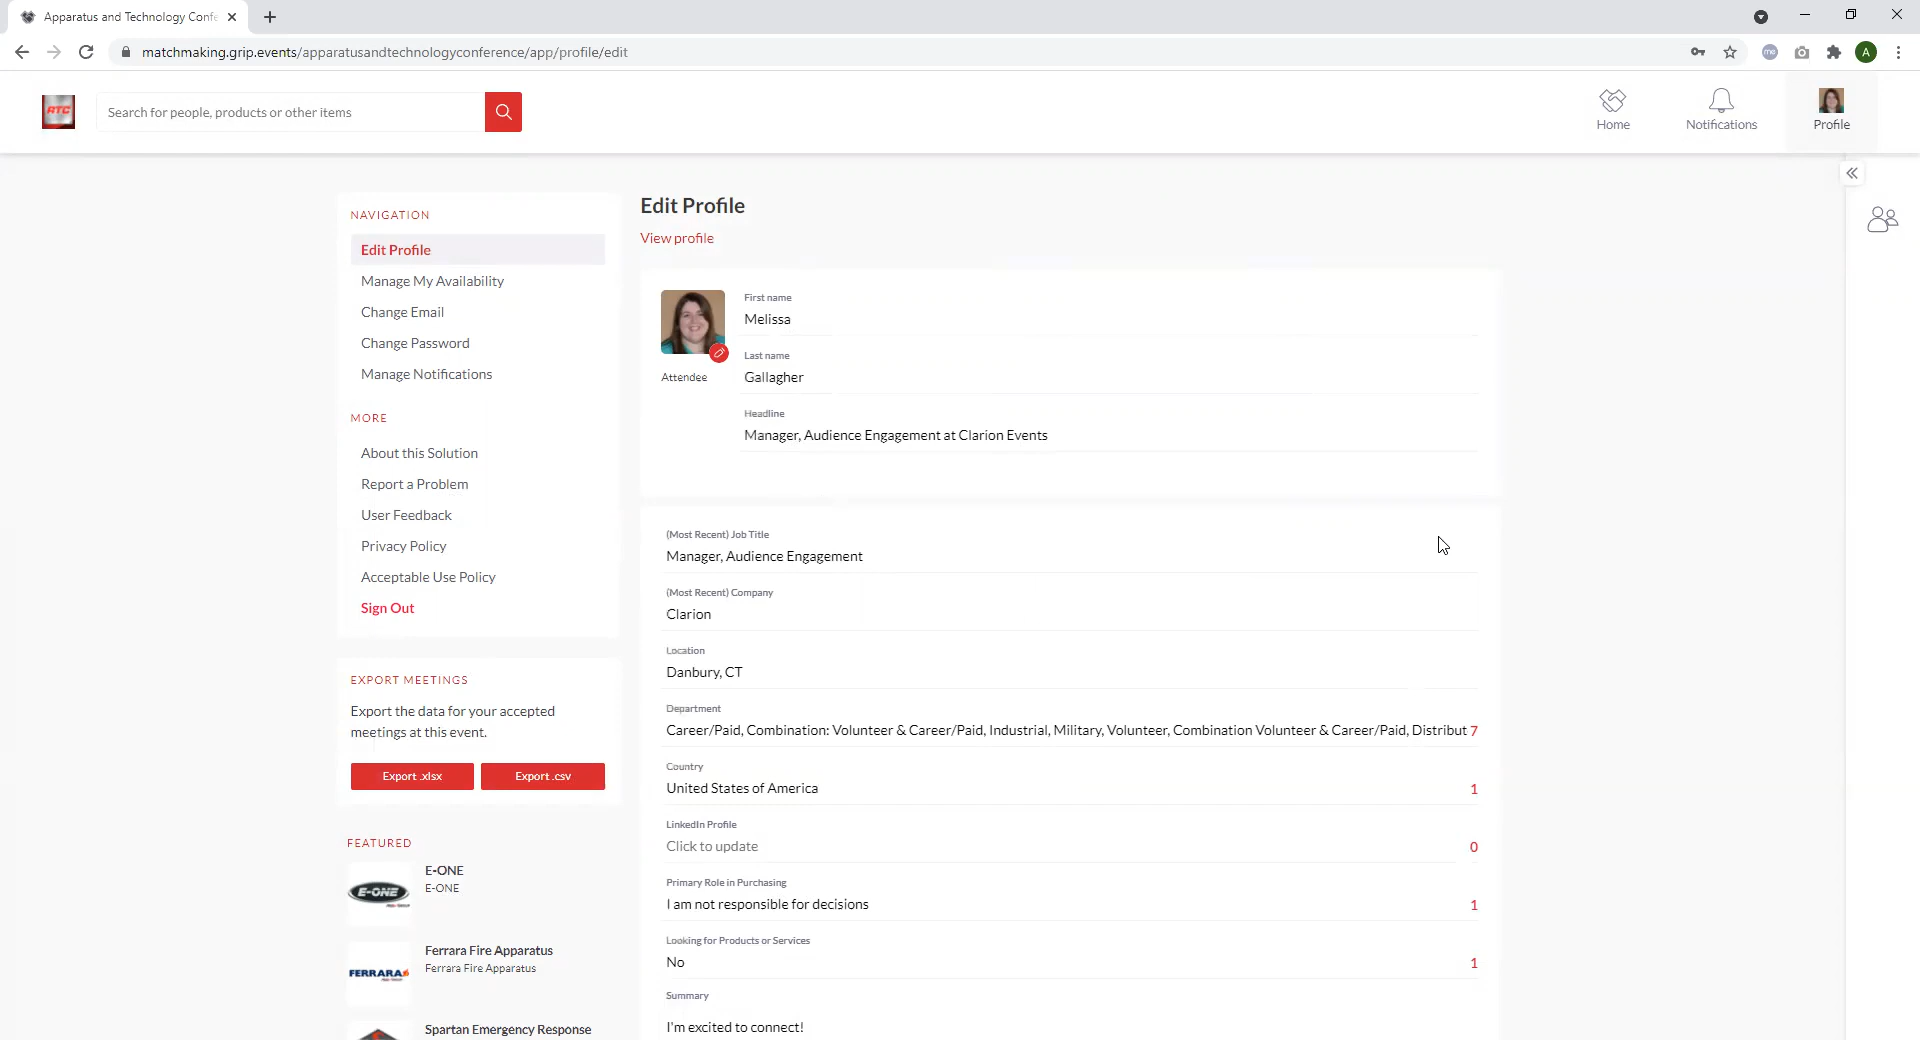 Apparatus and Technology Confe
matchmaking.grip.events/apparatusandtechnologyconference/app/profile/edit
me
A
ATC
Search for people, products or other items
Home
Notifications
Profile
NAVIGATION
Edit Profile
Manage My Availability
Change Email
Change Password
Manage Notifications
MORE
About this Solution
Report a Problem
User Feedback
Privacy Policy
Acceptable Use Policy
Sign Out
EXPORT MEETINGS
Export the data for your accepted
meetings at this event.
Export .xlsx
Export .csv
FEATURED
E-ONE
E-ONE
E-ONE
Ferrara Fire Apparatus
Ferrara Fire Apparatus
FERRARA
Spartan Emergency Response
Edit Profile
View profile
Attendee
First name
Melissa
Last name
Gallagher
Headline
Manager, Audience Engagement at Clarion Events
(Most Recent) Job Title
Manager, Audience Engagement
(Most Recent) Company
Clarion
Location
Danbury, CT
Department
Career/Paid, Combination: Volunteer & Career/Paid, Industrial, Military, Volunteer, Combination Volunteer & Career/Paid, Distribut 7
Country
United States of America 1
LinkedIn Profile
Click to update 0
Primary Role in Purchasing
I am not responsible for decisions 1
Looking for Products or Services
No 1
Summary
I'm excited to connect!